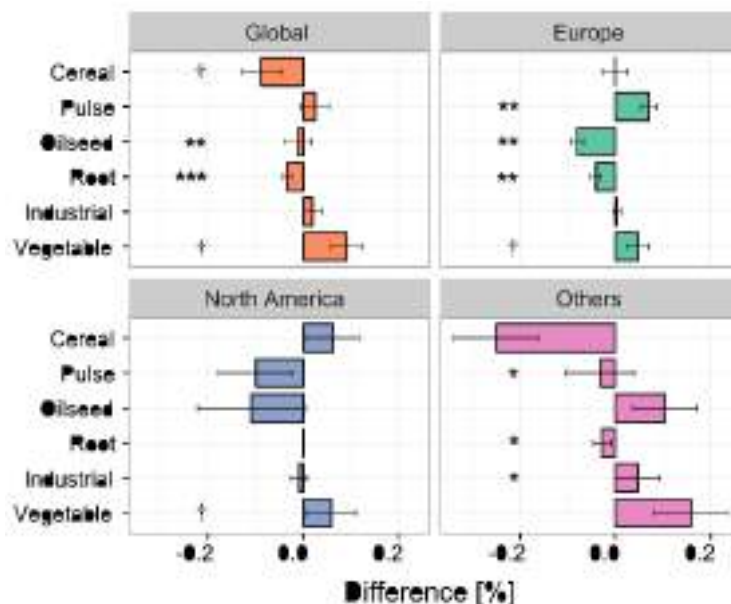 Global Europe
Cereal †
Pulse **
Oilseed ** **
Root *** **
Industrial
Vegetable † †
North America Others
Cereal
Pulse *
Oilseed
Root *
Industrial *
Vegetable †
-0.2 0.0 0.2 -0.2 0.0 0.2
Difference [%]